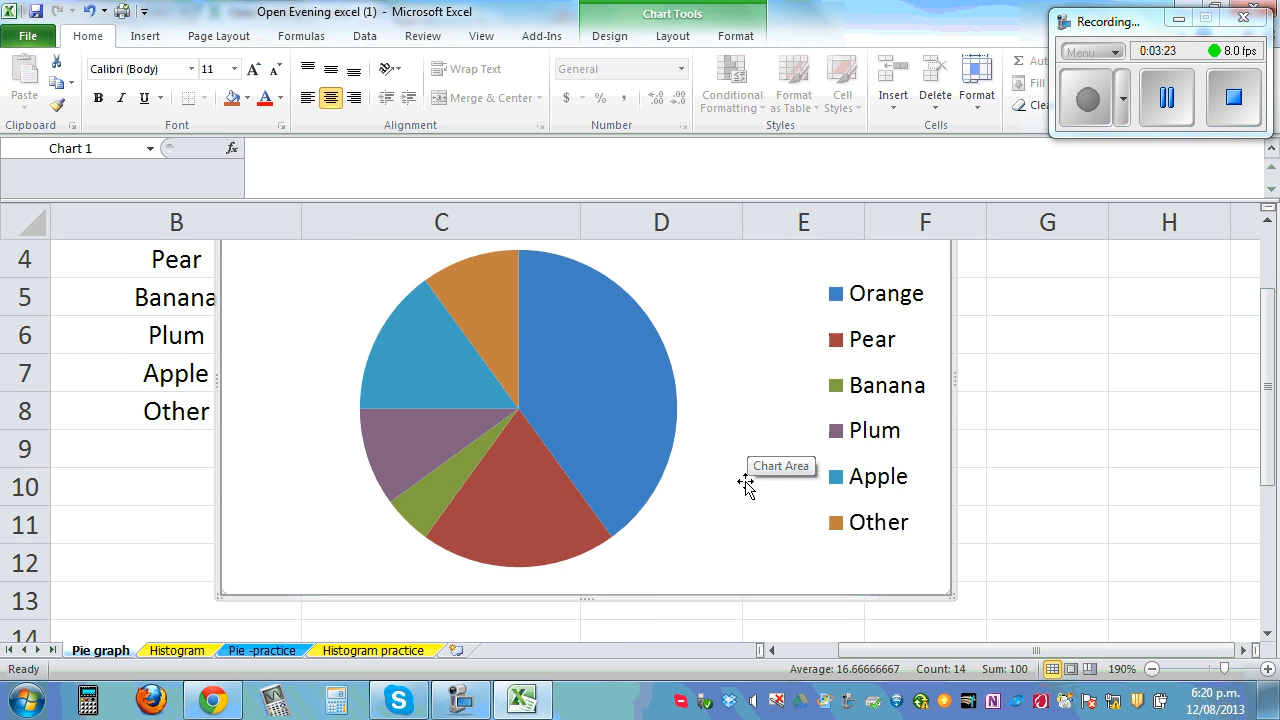 Open Evening excel (1) - Microsoft Excel
Chart Tools
File Home Insert Page Layout Formulas Data Review View Add-Ins Design Layout Format
Recording...
Menu 0:03:23 8.0 fps
Paste
Calibri (Body) 11
B I U
Wrap Text
Merge & Center
General
$ % ,
Conditional Formatting
Format as Table
Cell Styles
Insert Delete Format
Σ Aut
Fill
Clea
Clipboard Font Alignment Number Styles Cells
Chart 1 fx
B C D E F G H
4 Pear
5 Banana
6 Plum
7 Apple
8 Other
9
10
11
12
13
14
Orange
Pear
Banana
Plum
Apple
Other
Chart Area
Pie graph Histogram Pie -practice Histogram practice
Ready Average: 16.66666667 Count: 14 Sum: 100 190%
6:20 p.m.
12/08/2013